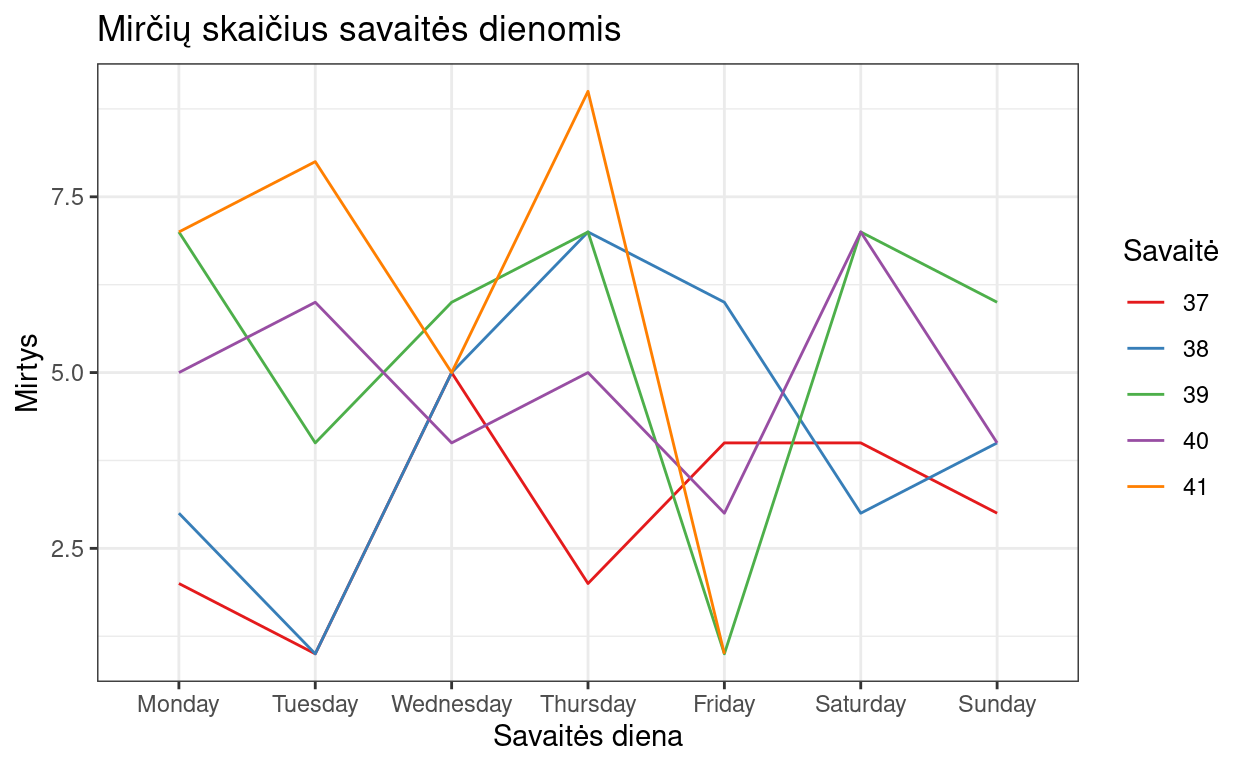 Mirčių skaičius savaitės dienomis
Mirtys
7.5
5.0
2.5
Monday Tuesday Wednesday Thursday Friday Saturday Sunday
Savaitės diena
Savaitė
37
38
39
40
41